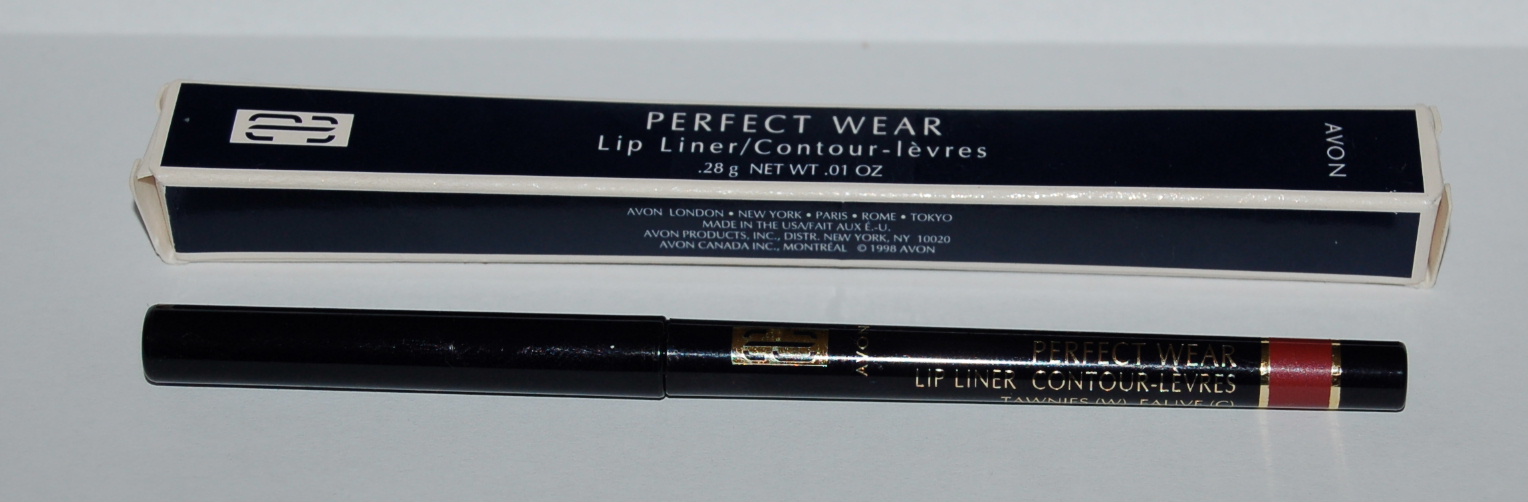 PERFECT WEAR
Lip Liner/Contour-lèvres
.28 g NET WT .01 OZ
AVON
AVON LONDON • NEW YORK • PARIS • ROME • TOKYO
MADE IN THE USA/FAIT AUX É.-U.
AVON PRODUCTS, INC., DISTR. NEW YORK, NY 10020
AVON CANADA INC., MONTRÉAL © 1998 AVON
AVON
PERFECT WEAR
LIP LINER CONTOUR-LÈVRES
TAWNIES (W) FAUVE (C)